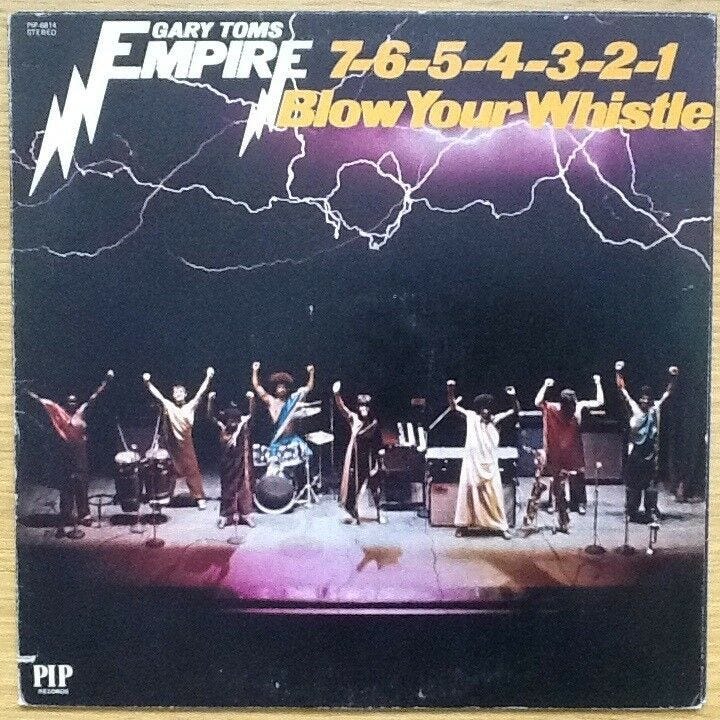 PIP-6814
STEREO
GARY TOMS
EMPIRE
7-6-5-4-3-2-1
Blow Your Whistle
PIP
RECORDS